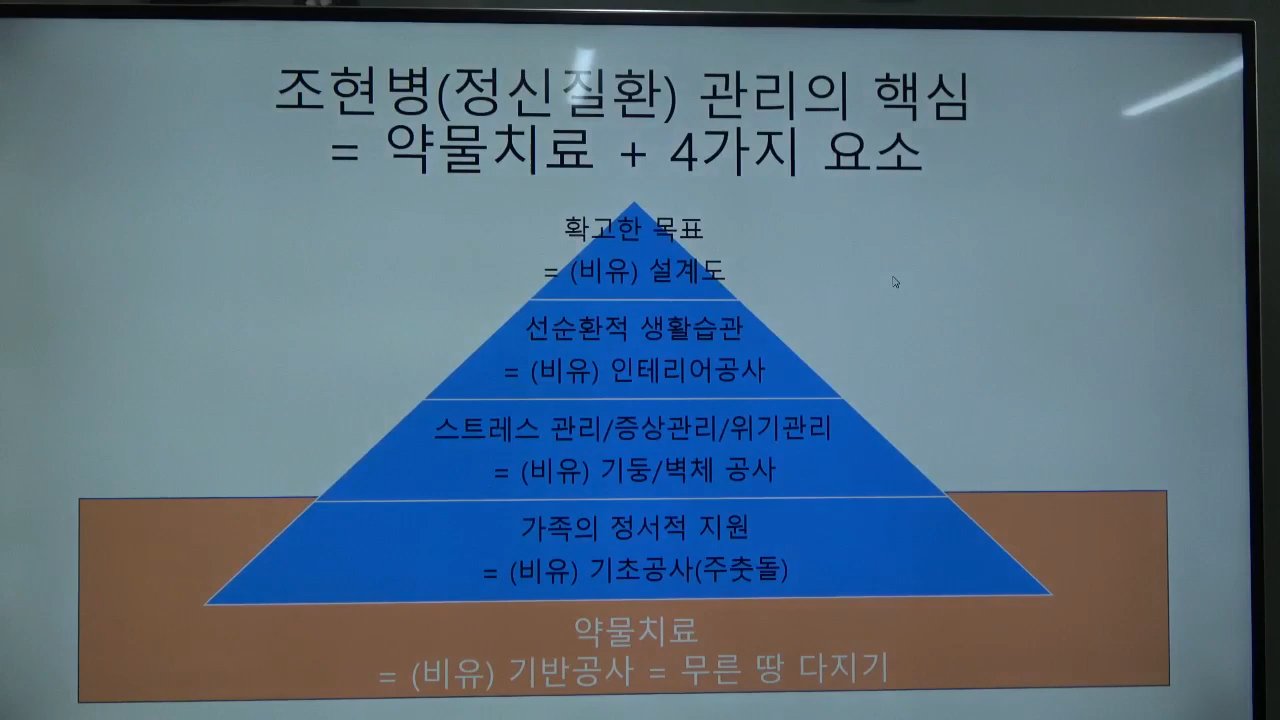 조현병(정신질환) 관리의 핵심
= 약물치료 + 4가지 요소
확고한 목표
= (비유) 설계도
선순환적 생활습관
= (비유) 인테리어공사
스트레스 관리/증상관리/위기관리
= (비유) 기둥/벽체 공사
가족의 정서적 지원
= (비유) 기초공사(주춧돌)
약물치료
= (비유) 기반공사 = 무른 땅 다지기